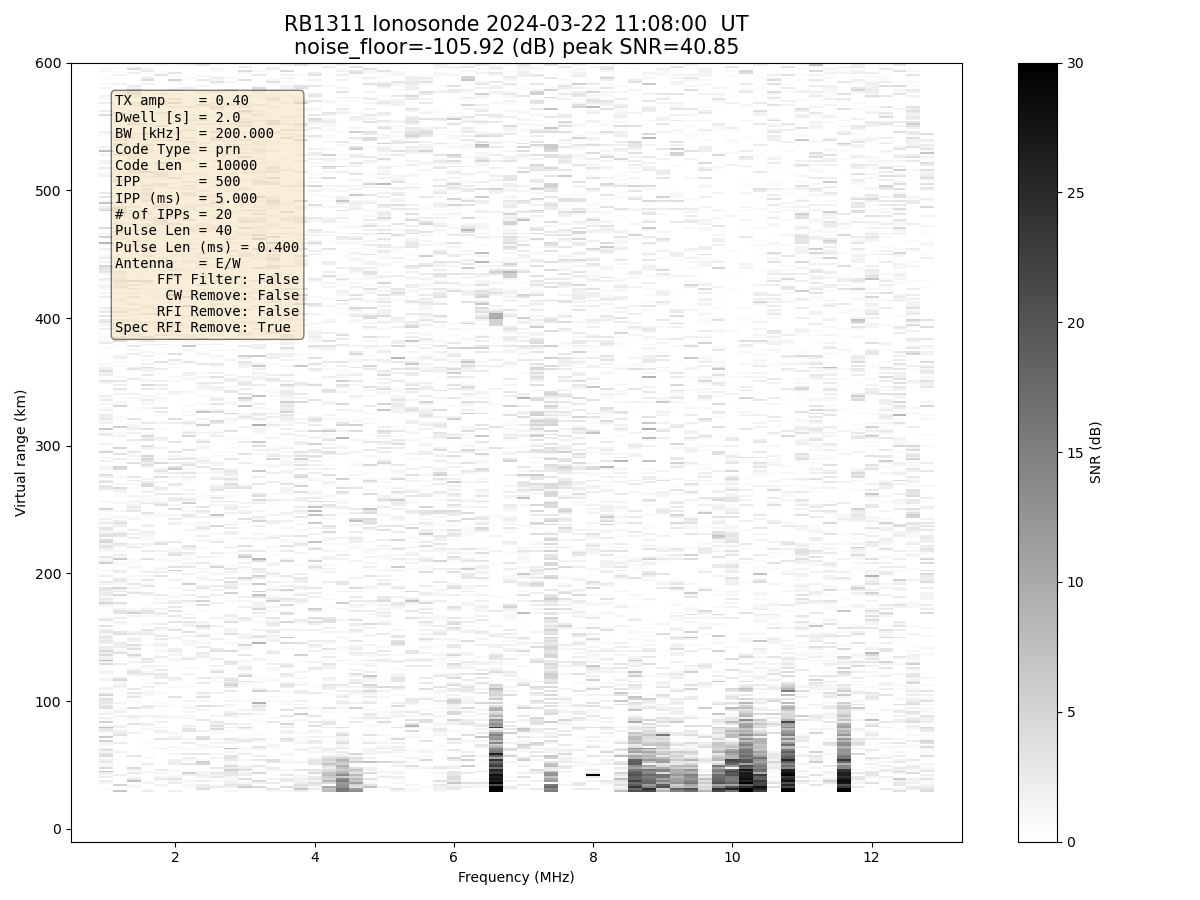 RB1311 Ionosonde 2024-03-22 11:08:00  UT
noise_floor=-105.92 (dB) peak SNR=40.85
600
500
400
300
200
100
0
Virtual range (km)
TX amp    = 0.40
Dwell [s] = 2.0
BW [kHz]  = 200.000
Code Type = prn
Code Len  = 10000
IPP       = 500
IPP (ms)  = 5.000
# of IPPs = 20
Pulse Len = 40
Pulse Len (ms) = 0.400
Antenna   = E/W
FFT Filter: False
CW Remove: False
RFI Remove: False
Spec RFI Remove: True
2 4 6 8 10 12
Frequency (MHz)
30
25
20
15
10
5
0
SNR (dB)